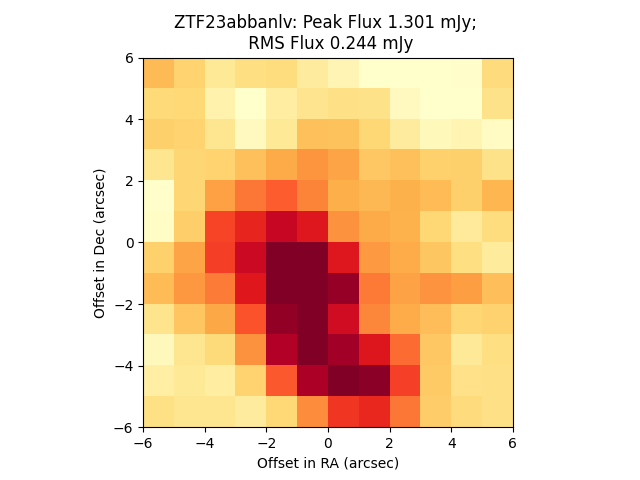 ZTF23abbanlv: Peak Flux 1.301 mJy;
RMS Flux 0.244 mJy
6
4
2
0
−2
−4
−6
Offset in Dec (arcsec)
−6 −4 −2 0 2 4 6
Offset in RA (arcsec)